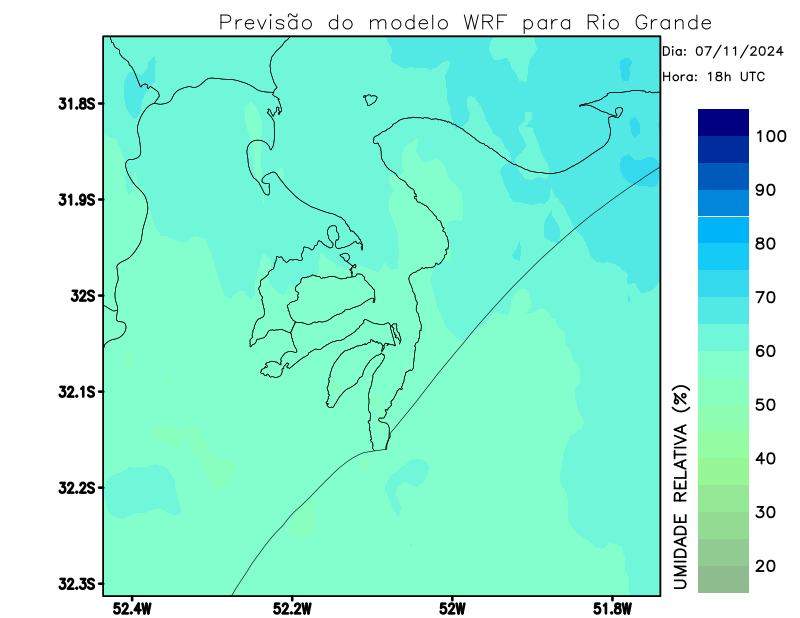 Previsão do modelo WRF para Rio Grande
Dia: 07/11/2024
Hora: 18h UTC
31.8S
31.9S
32S
32.1S
32.2S
32.3S
52.4W
52.2W
52W
51.8W
100
90
80
70
60
50
40
30
20
UMIDADE RELATIVA (%)